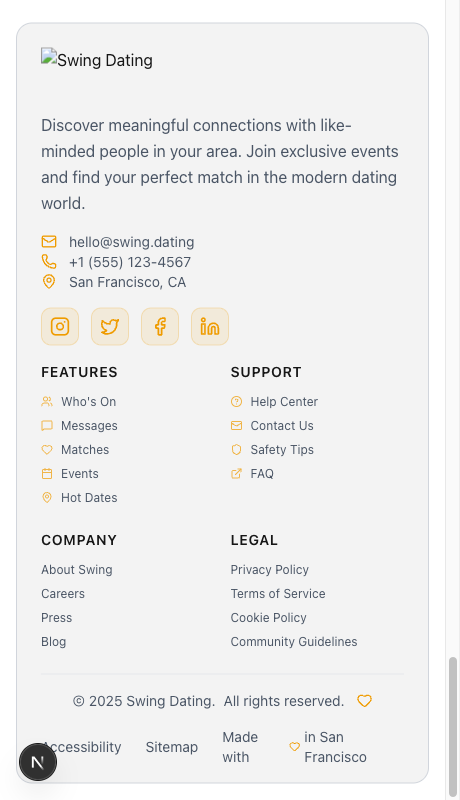 Swing Dating
Discover meaningful connections with like-
minded people in your area. Join exclusive events
and find your perfect match in the modern dating
world.
hello@swing.dating
+1 (555) 123-4567
San Francisco, CA
FEATURES
Who's On
Messages
Matches
Events
Hot Dates
SUPPORT
Help Center
Contact Us
Safety Tips
FAQ
COMPANY
About Swing
Careers
Press
Blog
LEGAL
Privacy Policy
Terms of Service
Cookie Policy
Community Guidelines
© 2025 Swing Dating. All rights reserved.
Accessibility
Sitemap
Made
with
in San
Francisco
N